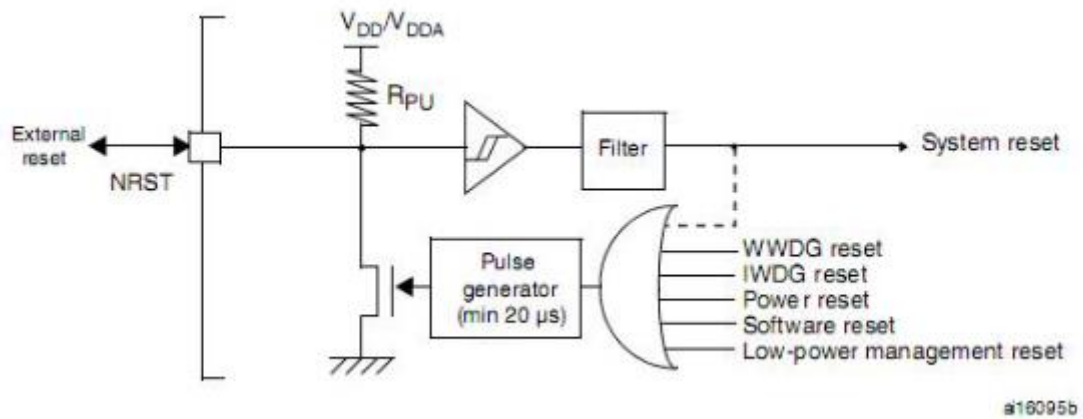 VDD/VDDA
RPU
External
reset
NRST
Filter
System reset
Pulse
generator
(min 20 µs)
WWDG reset
IWDG reset
Power reset
Software reset
Low-power management reset
ai16095b